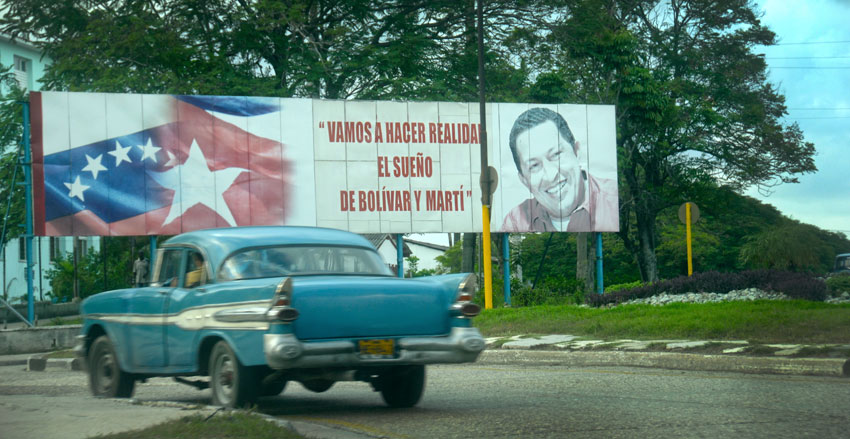 “VAMOS A HACER REALIDA
EL SUEÑO
DE BOLÍVAR Y MARTÍ”